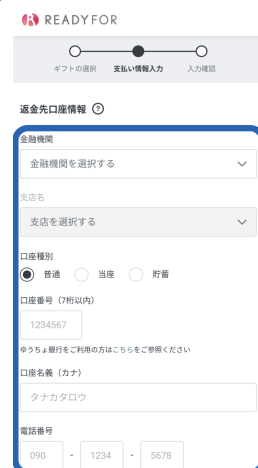 READYFOR
ギフトの選択 支払い情報入力 入力確認
返金先口座情報 ?
金融機関
金融機関を選択する
支店名
支店を選択する
口座種別
普通 当座 貯蓄
口座番号（7桁以内）
1234567
ゆうちょ銀行をご利用の方はこちらをご参照ください
口座名義（カナ）
タナカタロウ
電話番号
090 - 1234 - 5678